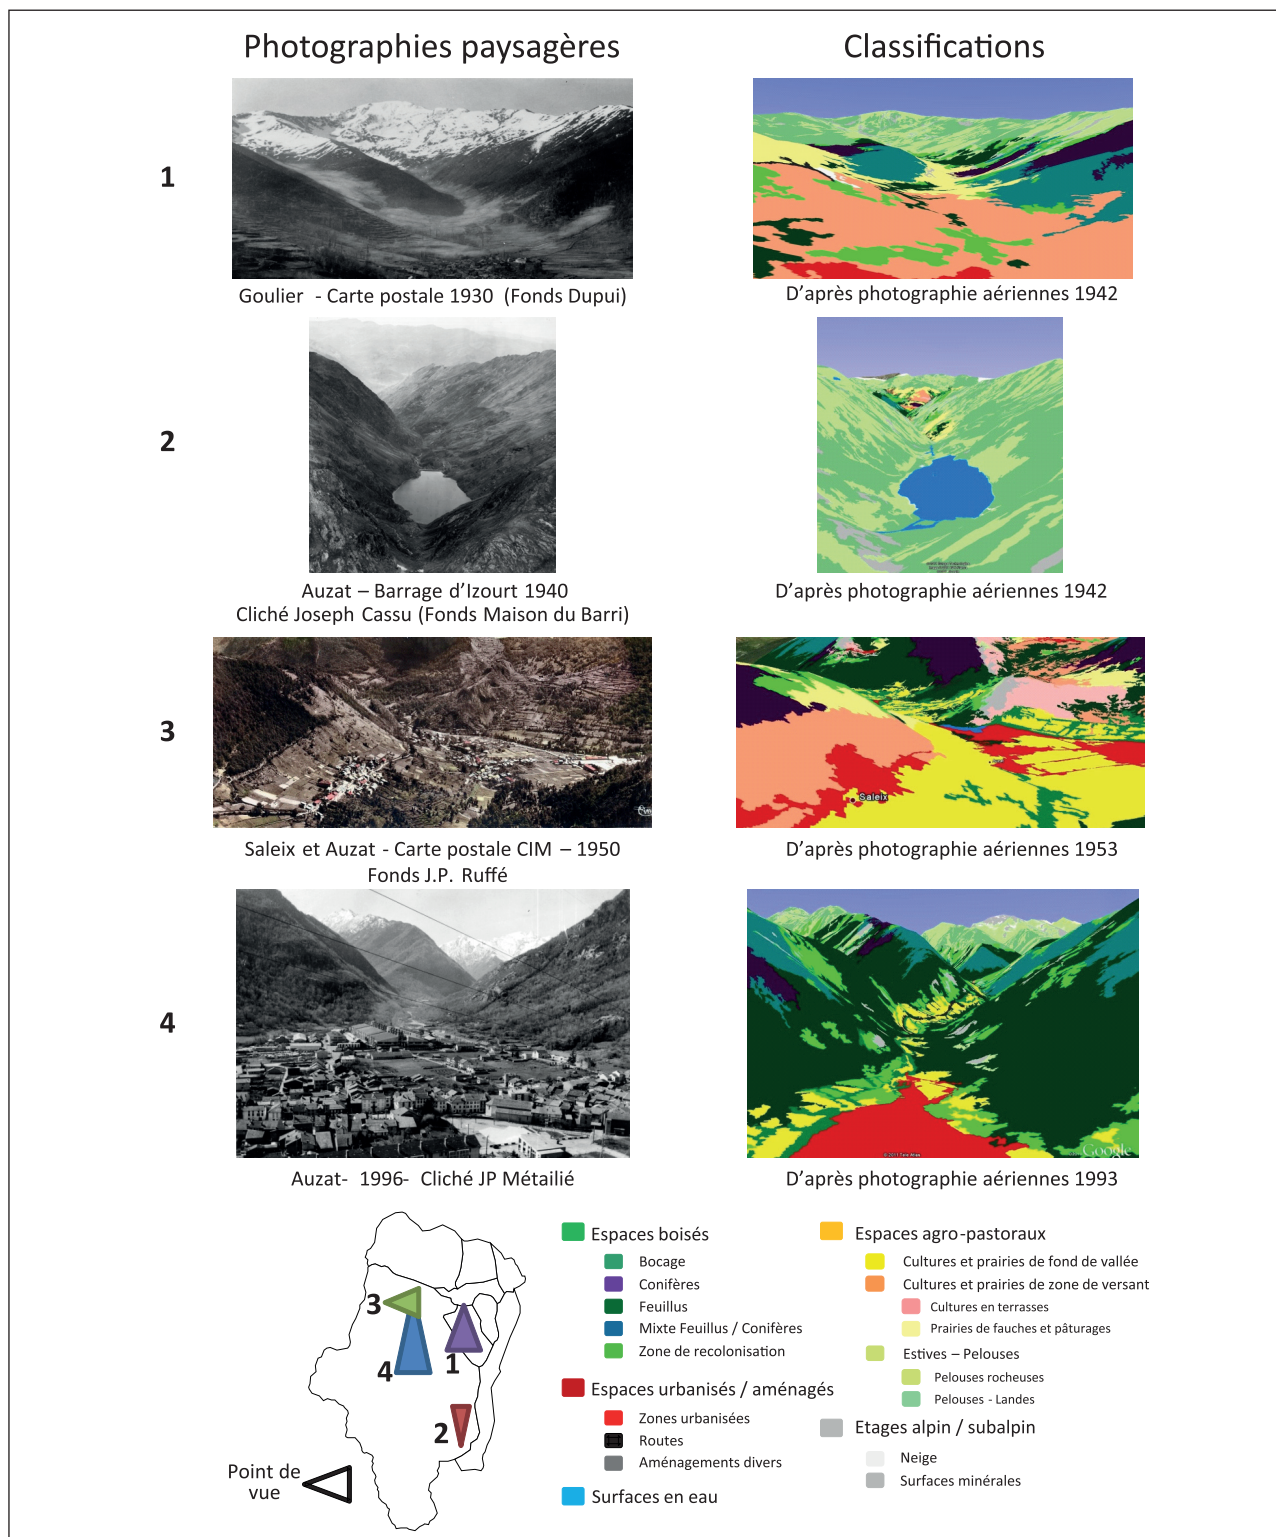 Photographies paysagères
Classifications
1
Goulier - Carte postale 1930 (Fonds Dupui)
D'après photographie aériennes 1942
2
Auzat – Barrage d'Izourt 1940
Cliché Joseph Cassu (Fonds Maison du Barri)
D'après photographie aériennes 1942
3
Saleix
Saleix et Auzat - Carte postale CIM – 1950
Fonds J.P. Ruffé
D'après photographie aériennes 1953
4
© 2011 Tele Atlas
Google
Auzat- 1996- Cliché JP Métailié
D'après photographie aériennes 1993
3
4
1
2
Point de
vue
Espaces boisés
Bocage
Conifères
Feuillus
Mixte Feuillus / Conifères
Zone de recolonisation
Espaces urbanisés / aménagés
Zones urbanisées
Routes
Aménagements divers
Surfaces en eau
Espaces agro-pastoraux
Cultures et prairies de fond de vallée
Cultures et prairies de zone de versant
Cultures en terrasses
Prairies de fauches et pâturages
Estives – Pelouses
Pelouses rocheuses
Pelouses - Landes
Etages alpin / subalpin
Neige
Surfaces minérales